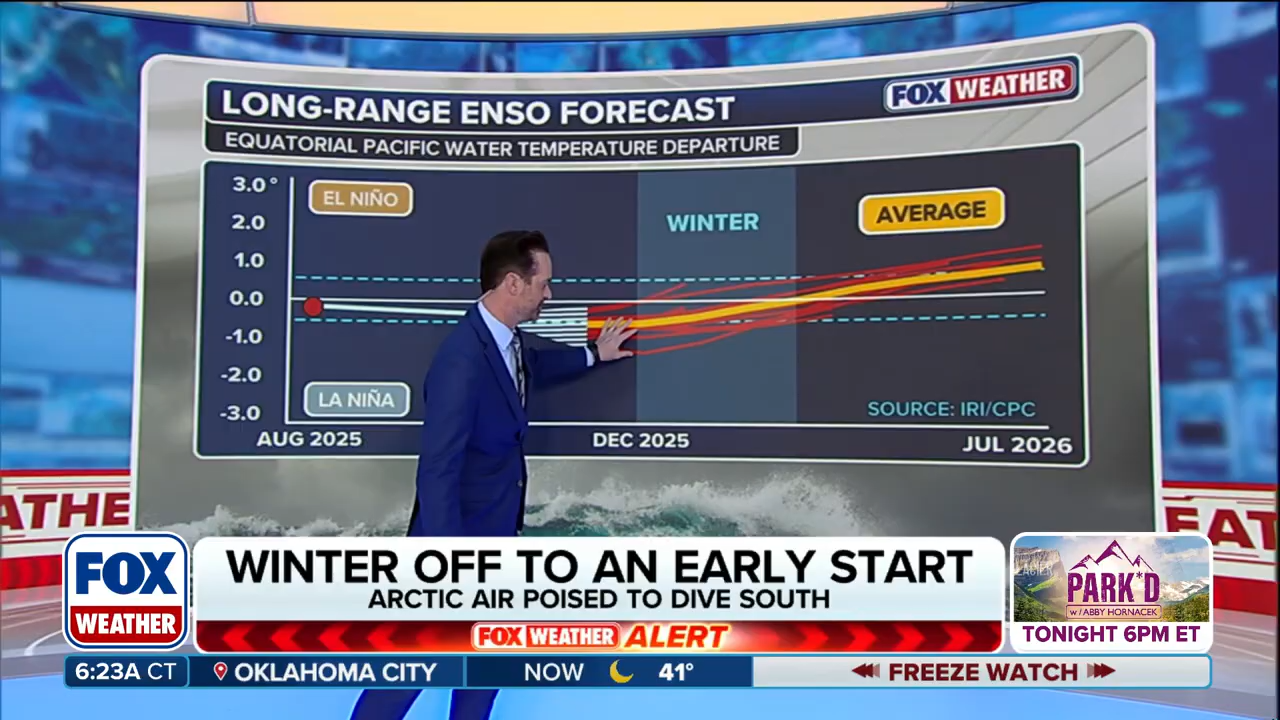 LONG-RANGE ENSO FORECAST
FOX WEATHER
EQUATORIAL PACIFIC WATER TEMPERATURE DEPARTURE
3.0°
EL NIÑO
2.0
WINTER
AVERAGE
1.0
0.0
-1.0
-2.0
LA NIÑA
-3.0
SOURCE: IRI/CPC
AUG 2025
DEC 2025
JUL 2026
ATHE
EAT
FOX
WEATHER
WINTER OFF TO AN EARLY START
ARCTIC AIR POISED TO DIVE SOUTH
FOX WEATHER ALERT
PARK*D
W/ABBY HORNACEK
TONIGHT 6PM ET
6:23A CT
OKLAHOMA CITY
NOW
41°
FREEZE WATCH